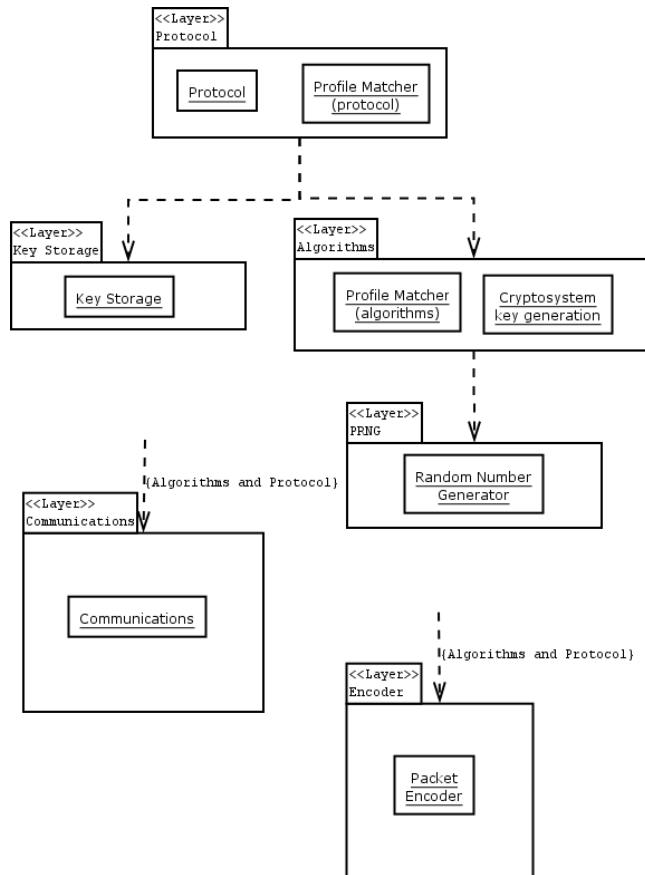 <<Layer>>
Protocol
Protocol
Profile Matcher
(protocol)
<<Layer>>
Key Storage
Key Storage
<<Layer>>
Algorithms
Profile Matcher
(algorithms)
Cryptosystem
key generation
<<Layer>>
PRNG
Random Number
Generator
{Algorithms and Protocol}
<<Layer>>
Communications
Communications
{Algorithms and Protocol}
<<Layer>>
Encoder
Packet
Encoder